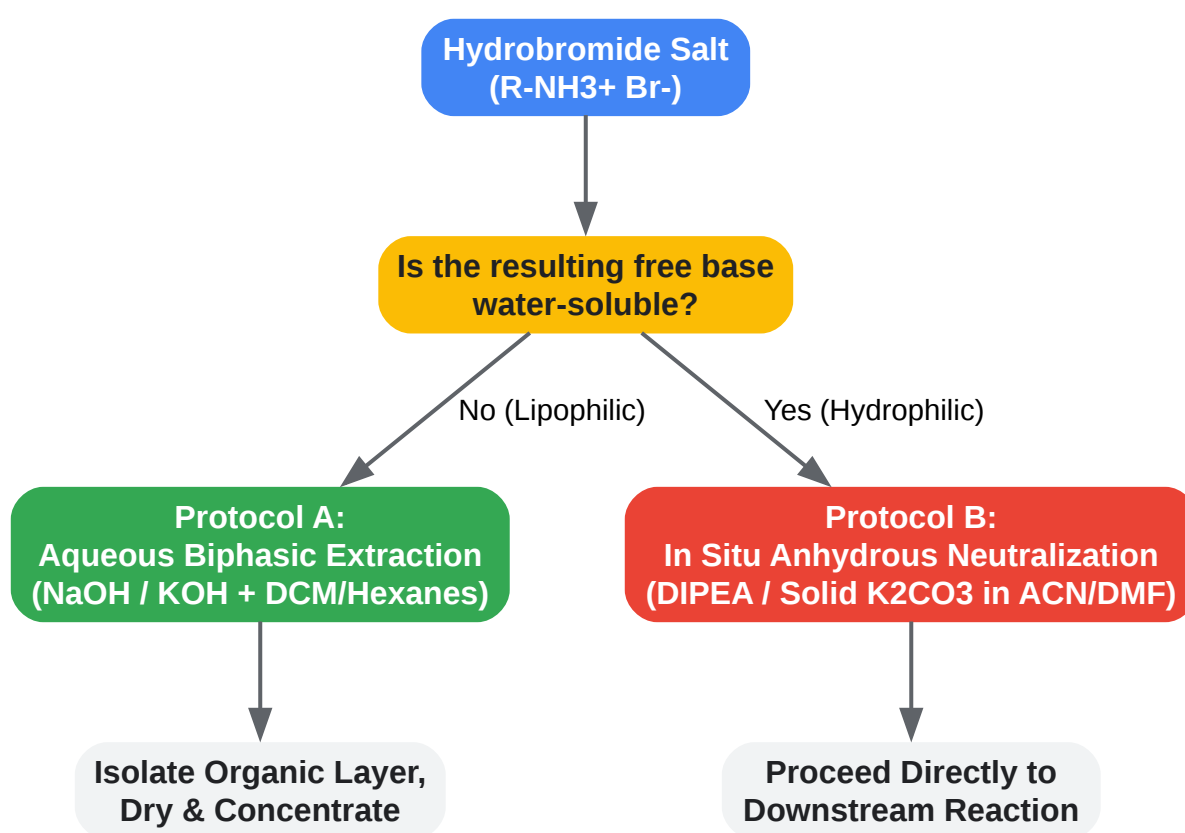 Hydrobromide Salt
(R-NH3+ Br-)
Is the resulting free base
water-soluble?
No (Lipophilic)
Yes (Hydrophilic)
Protocol A:
Aqueous Biphasic Extraction
(NaOH / KOH + DCM/Hexanes)
Protocol B:
In Situ Anhydrous Neutralization
(DIPEA / Solid K2CO3 in ACN/DMF)
Isolate Organic Layer,
Dry & Concentrate
Proceed Directly to
Downstream Reaction